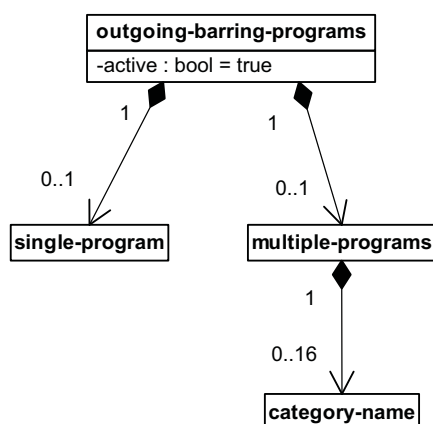 outgoing-barring-programs
-active : bool = true
1
1
0..1
0..1
single-program
multiple-programs
1
0..16
category-name